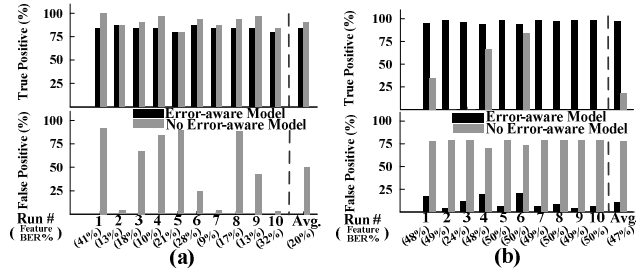 (a)
True Positive (%)
100
75
50
25
Error-aware Model
No Error-aware Model
False Positive (%)
100
75
50
25
0
Run # 1 2 3 4 5 6 7 8 9 10 Avg.
(Feature BER%) (41%) (13%) (18%) (10%) (21%) (28%) (9%) (17%) (13%) (32%) (20%)
(a)
(b)
True Positive (%)
100
75
50
25
Error-aware Model
No Error-aware Model
False Positive (%)
100
75
50
25
0
Run # 1 2 3 4 5 6 7 8 9 10 Avg.
(Feature BER%) (48%) (49%) (24%) (48%) (50%) (50%) (49%) (50%) (49%) (50%) (47%)
(b)